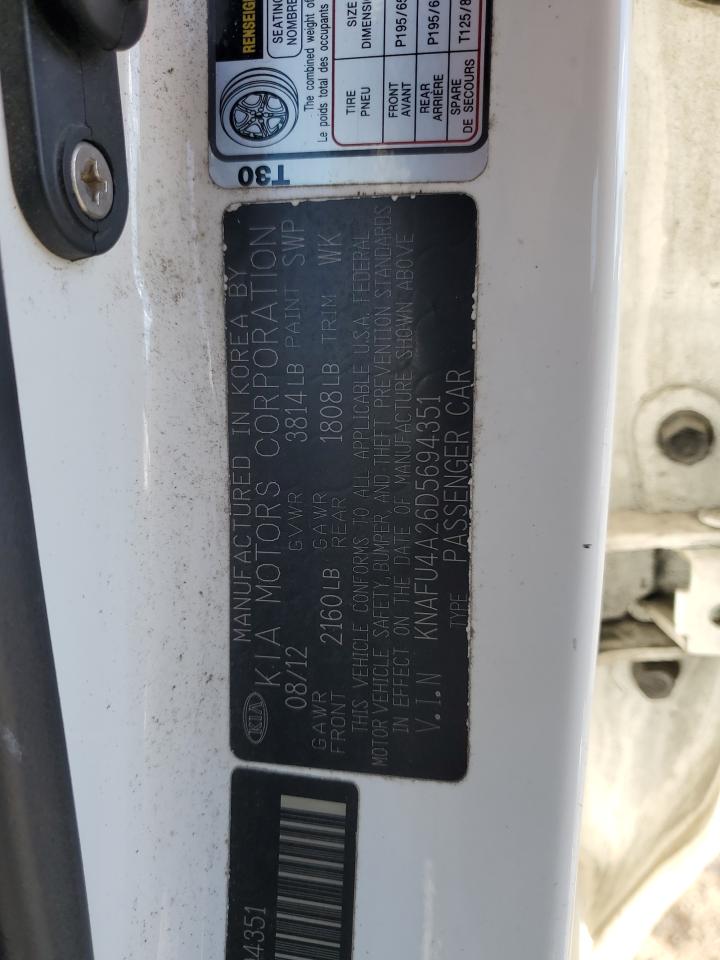 RENSEIG
SEATING
NOMBRE
The combined weight of
Le poids total des occupants
TIRE SIZE
PNEU DIMENSION
FRONT P195/65
AVANT
REAR P195/6
ARRIÈRE
SPARE T125/8
DE SECOURS
T30
MANUFACTURED IN KOREA BY
KIA
KIA MOTORS CORPORATION
08/12 GVWR 3814LB PAINT SWP
GAWR FRONT 2160LB GAWR REAR 1808LB TRIM WK
THIS VEHICLE CONFORMS TO ALL APPLICABLE U.S.A. FEDERAL
MOTOR VEHICLE SAFETY, BUMPER, AND THEFT PREVENTION STANDARDS
IN EFFECT ON THE DATE OF MANUFACTURE SHOWN ABOVE
V.I.N KNAFU4A26D5694351
TYPE PASSENGER CAR
4351